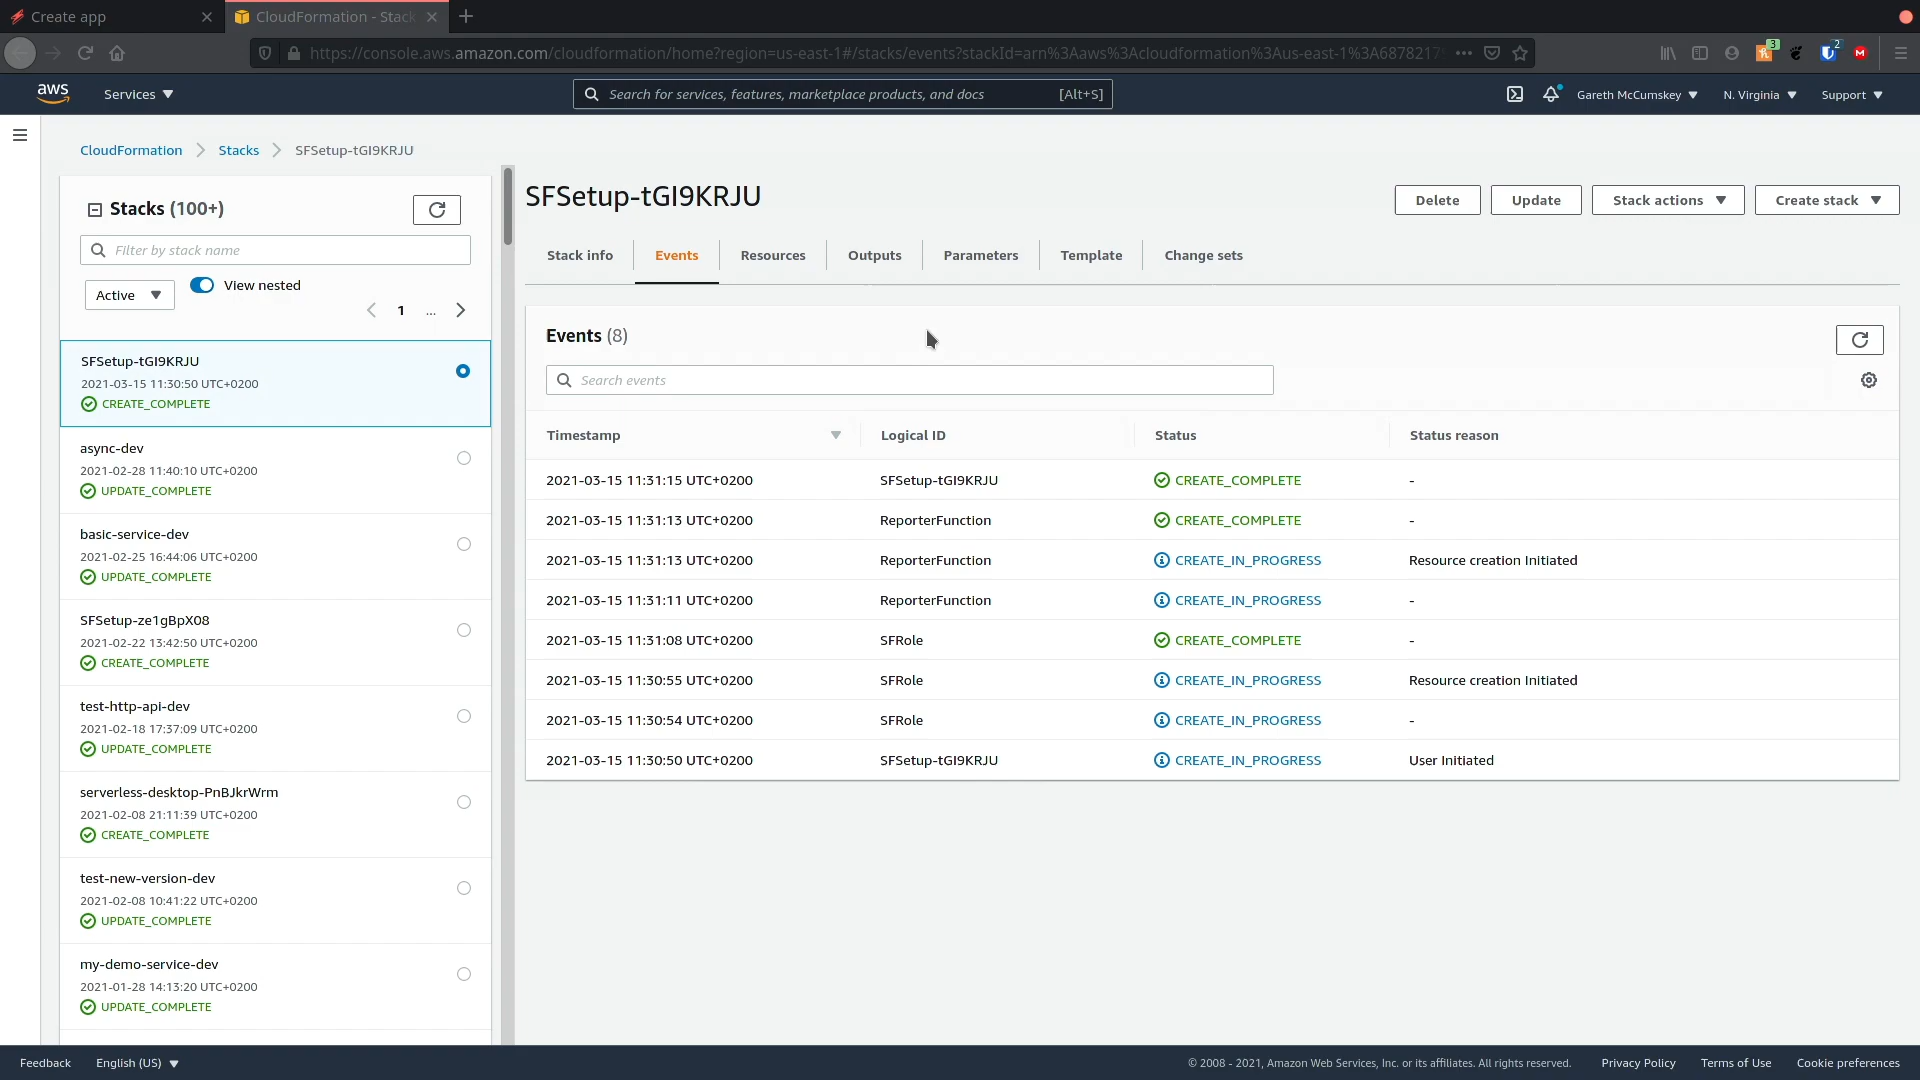 Create app
CloudFormation - Stack
https://console.aws.amazon.com/cloudformation/home?region=us-east-1#/stacks/events?stackId=arn%3Aaws%3Acloudformation%3Aus-east-1%3A6878217
3
2
aws
Services
Search for services, features, marketplace products, and docs
[Alt+S]
Gareth McCumskey
N. Virginia
Support
CloudFormation
Stacks
SFSetup-tGI9KRJU
Stacks (100+)
Filter by stack name
Active
View nested
1
...
SFSetup-tGI9KRJU
2021-03-15 11:30:50 UTC+0200
CREATE_COMPLETE
async-dev
2021-02-28 11:40:10 UTC+0200
UPDATE_COMPLETE
basic-service-dev
2021-02-25 16:44:06 UTC+0200
UPDATE_COMPLETE
SFSetup-ze1gBpX08
2021-02-22 13:42:50 UTC+0200
CREATE_COMPLETE
test-http-api-dev
2021-02-18 17:37:09 UTC+0200
UPDATE_COMPLETE
serverless-desktop-PnBJkrWrm
2021-02-08 21:11:39 UTC+0200
CREATE_COMPLETE
test-new-version-dev
2021-02-08 10:41:22 UTC+0200
UPDATE_COMPLETE
my-demo-service-dev
2021-01-28 14:13:20 UTC+0200
UPDATE_COMPLETE
SFSetup-tGI9KRJU
Delete
Update
Stack actions
Create stack
Stack info
Events
Resources
Outputs
Parameters
Template
Change sets
Events (8)
Search events
Timestamp Logical ID Status Status reason
2021-03-15 11:31:15 UTC+0200 SFSetup-tGI9KRJU CREATE_COMPLETE -
2021-03-15 11:31:13 UTC+0200 ReporterFunction CREATE_COMPLETE -
2021-03-15 11:31:13 UTC+0200 ReporterFunction CREATE_IN_PROGRESS Resource creation Initiated
2021-03-15 11:31:11 UTC+0200 ReporterFunction CREATE_IN_PROGRESS -
2021-03-15 11:31:08 UTC+0200 SFRole CREATE_COMPLETE -
2021-03-15 11:30:55 UTC+0200 SFRole CREATE_IN_PROGRESS Resource creation Initiated
2021-03-15 11:30:54 UTC+0200 SFRole CREATE_IN_PROGRESS -
2021-03-15 11:30:50 UTC+0200 SFSetup-tGI9KRJU CREATE_IN_PROGRESS User Initiated
Feedback
English (US)
© 2008 - 2021, Amazon Web Services, Inc. or its affiliates. All rights reserved.
Privacy Policy
Terms of Use
Cookie preferences